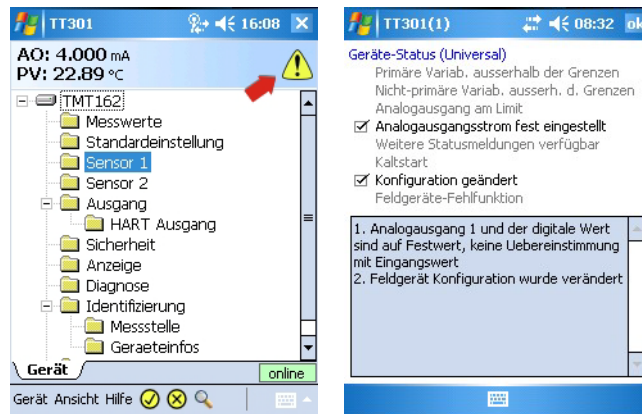 TT301
16:08
AO: 4.000 mA
PV: 22.89 °C
TMT162
Messwerte
Standardeinstellung
Sensor 1
Sensor 2
Ausgang
HART Ausgang
Sicherheit
Anzeige
Diagnose
Identifizierung
Messstelle
Geraeteinfos
Gerät
online
Gerät Ansicht Hilfe
TT301(1)
08:32 ok
Geräte-Status (Universal)
Primäre Variab. ausserhalb der Grenzen
Nicht-primäre Variab. ausserh. d. Grenzen
Analogausgang am Limit
Analogausgangsstrom fest eingestellt
Weitere Statusmeldungen verfügbar
Kaltstart
Konfiguration geändert
Feldgeräte-Fehlfunktion
1. Analogausgang 1 und der digitale Wert
sind auf Festwert, keine Uebereinstimmung
mit Eingangswert
2. Feldgerät Konfiguration wurde verändert